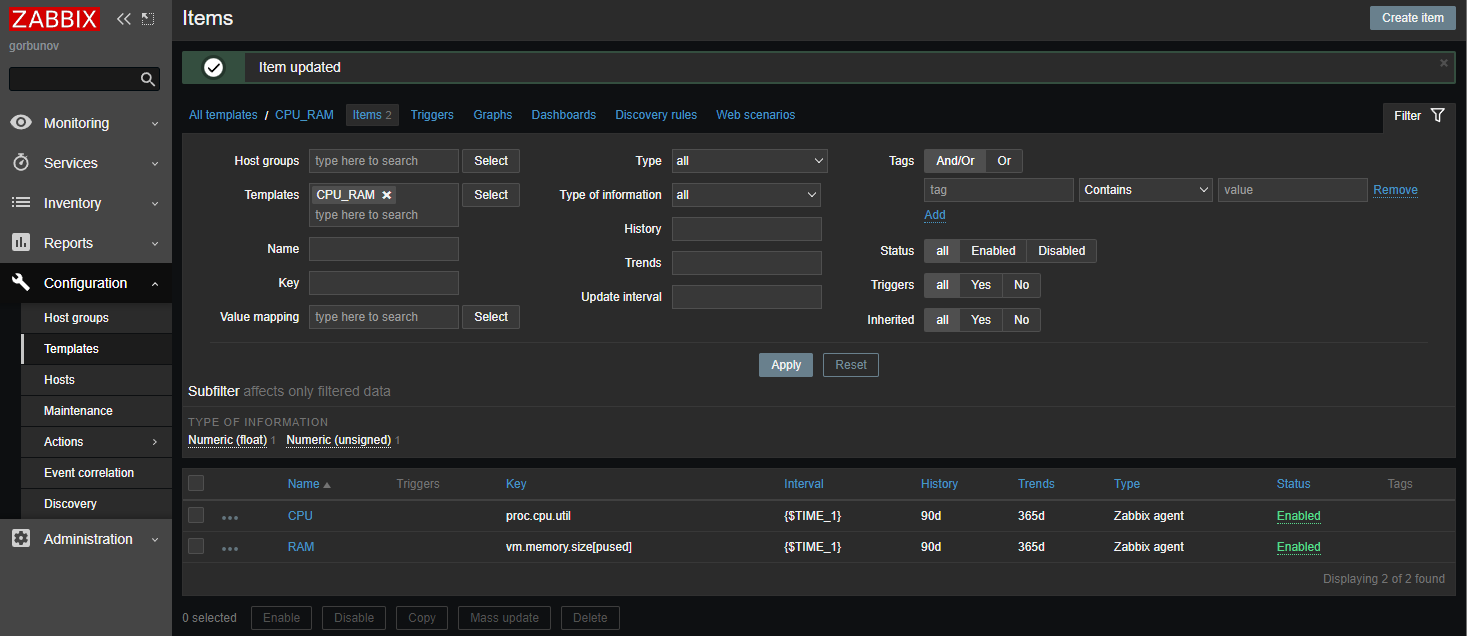 ZABBIX
gorbunov
Monitoring
Services
Inventory
Reports
Configuration
Host groups
Templates
Hosts
Maintenance
Actions
Event correlation
Discovery
Administration
Items
Create item
Item updated
All templates / CPU_RAM Items 2 Triggers Graphs Dashboards Discovery rules Web scenarios
Filter
Host groups type here to search Select Type all Tags And/Or Or
tag Contains value Remove
Templates CPU_RAM Select Type of information all
type here to search Add
Name History Status all Enabled Disabled
Key Trends Triggers all Yes No
Value mapping type here to search Select Update interval Inherited all Yes No
Apply Reset
Subfilter affects only filtered data
TYPE OF INFORMATION
Numeric (float) 1 Numeric (unsigned) 1
Name Triggers Key Interval History Trends Type Status Tags
CPU proc.cpu.util {$TIME_1} 90d 365d Zabbix agent Enabled
RAM vm.memory.size[pused] {$TIME_1} 90d 365d Zabbix agent Enabled
Displaying 2 of 2 found
0 selected Enable Disable Copy Mass update Delete